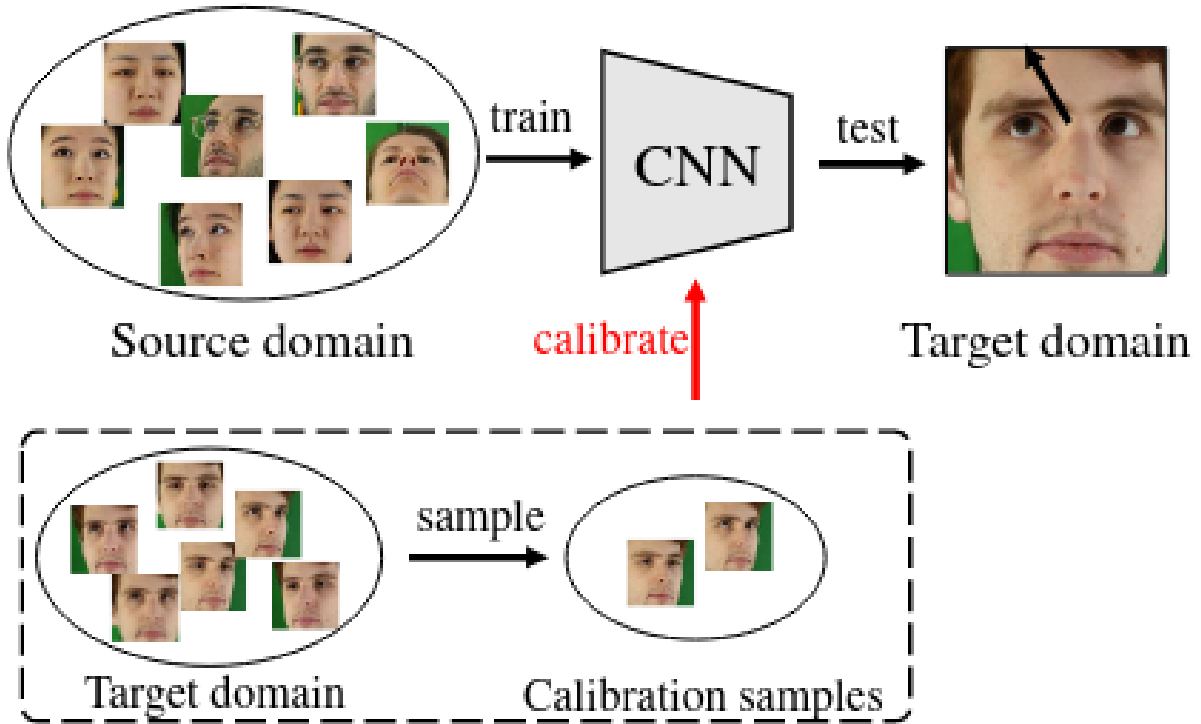 train
CNN
test
Source domain
calibrate
Target domain
sample
Target domain
Calibration samples